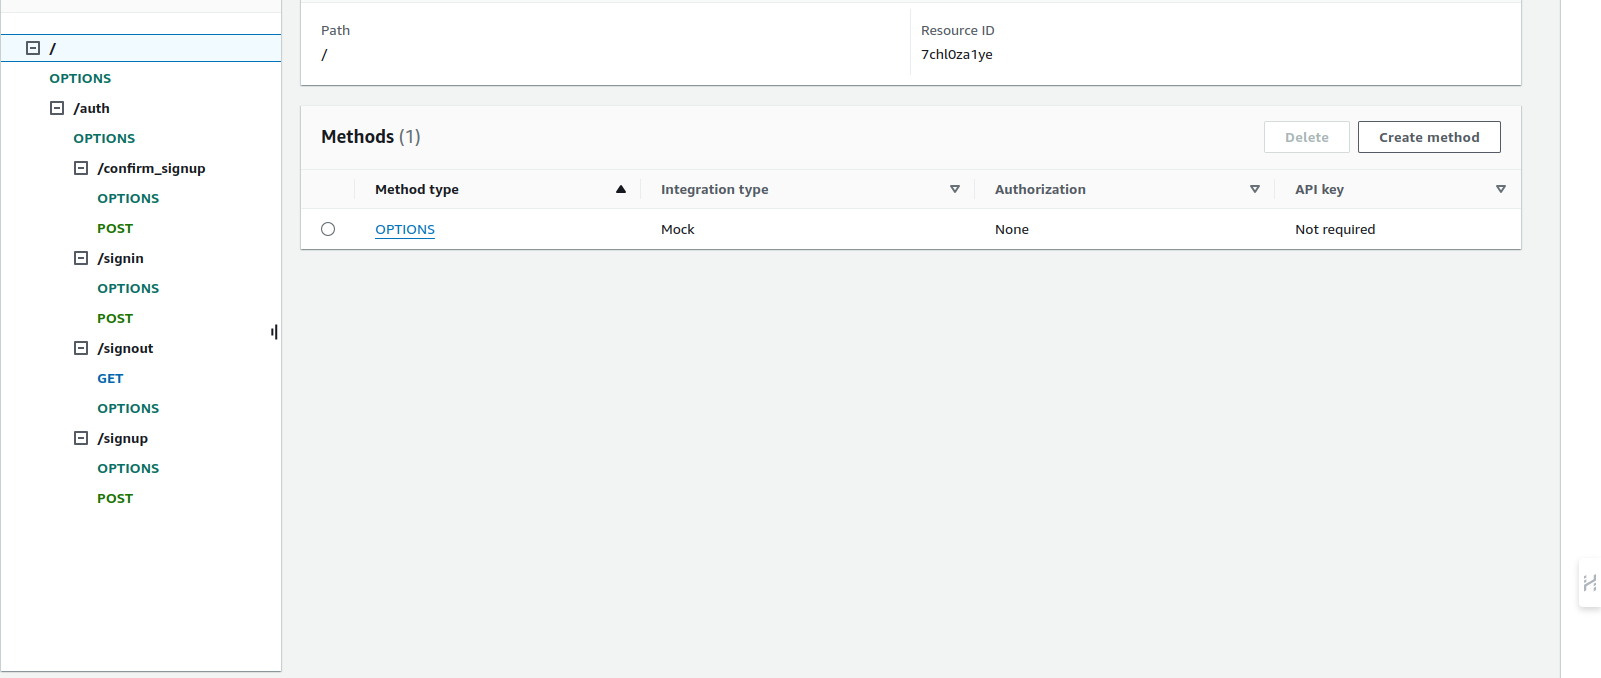 /
OPTIONS
/auth
OPTIONS
/confirm_signup
OPTIONS
POST
/signin
OPTIONS
POST
/signout
GET
OPTIONS
/signup
OPTIONS
POST
Path
/
Resource ID
7chl0za1ye
Methods (1)
Delete
Create method
Method type Integration type Authorization API key
OPTIONS Mock None Not required